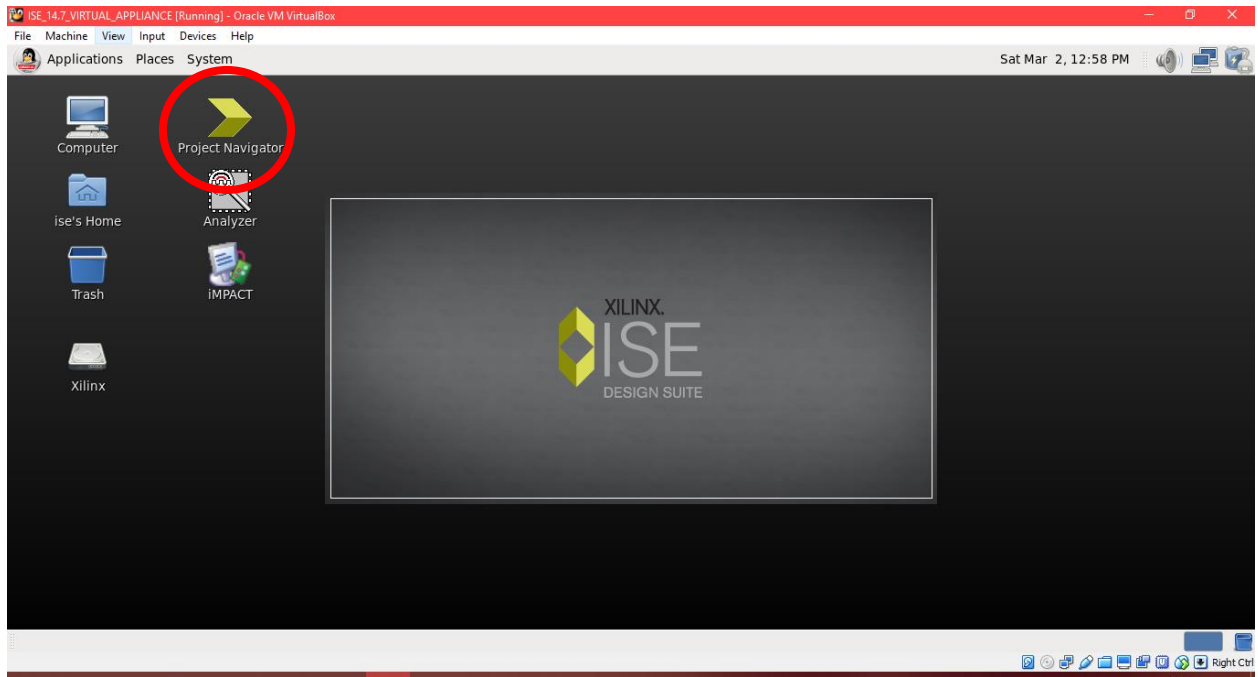 ISE_14.7_VIRTUAL_APPLIANCE [Running] - Oracle VM VirtualBox
File Machine View Input Devices Help
Applications Places System Sat Mar 2, 12:58 PM
Computer Project Navigator
ise's Home Analyzer
Trash iMPACT
Xilinx
XILINX.
ISE
DESIGN SUITE
Right Ctrl